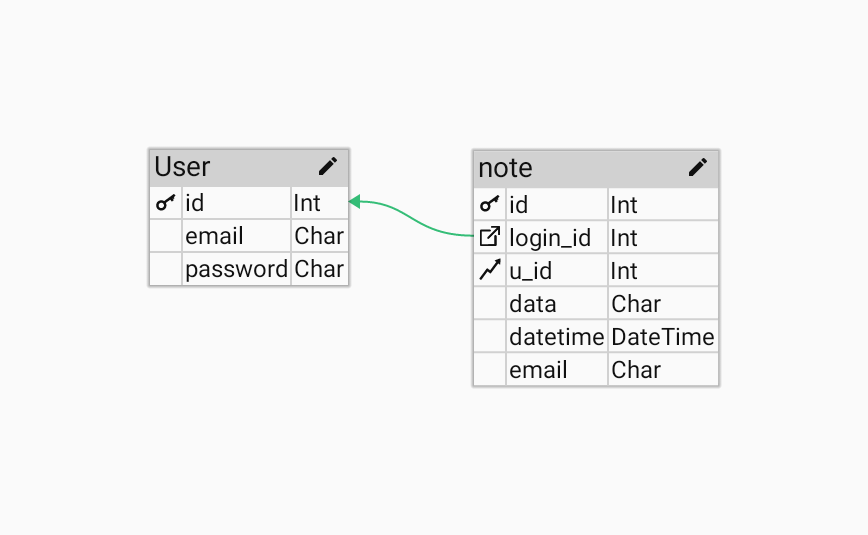 User
id Int
email Char
password Char
note
id Int
login_id Int
u_id Int
data Char
datetime DateTime
email Char